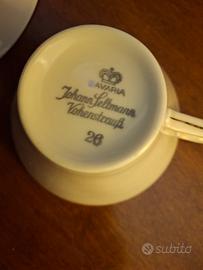 BAVARIA
Johann Seltmann
Vohenstrauß
26
subito